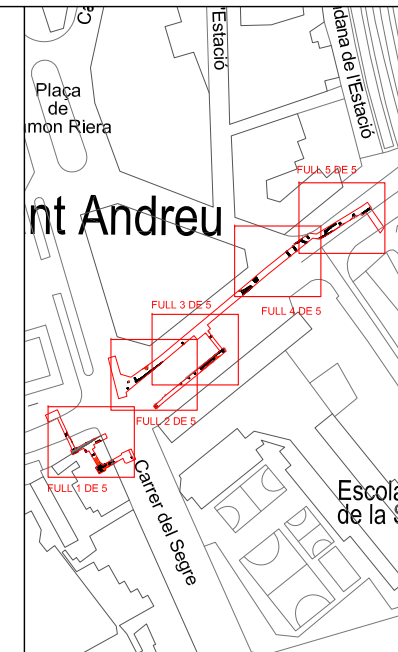 Ca
l'Estació
ndana de l'Estació
Plaça
de
mon Riera
nt Andreu
FULL 5 DE 5
FULL 4 DE 5
FULL 3 DE 5
FULL 2 DE 5
FULL 1 DE 5
Carrer del Segre
Escola
de la S